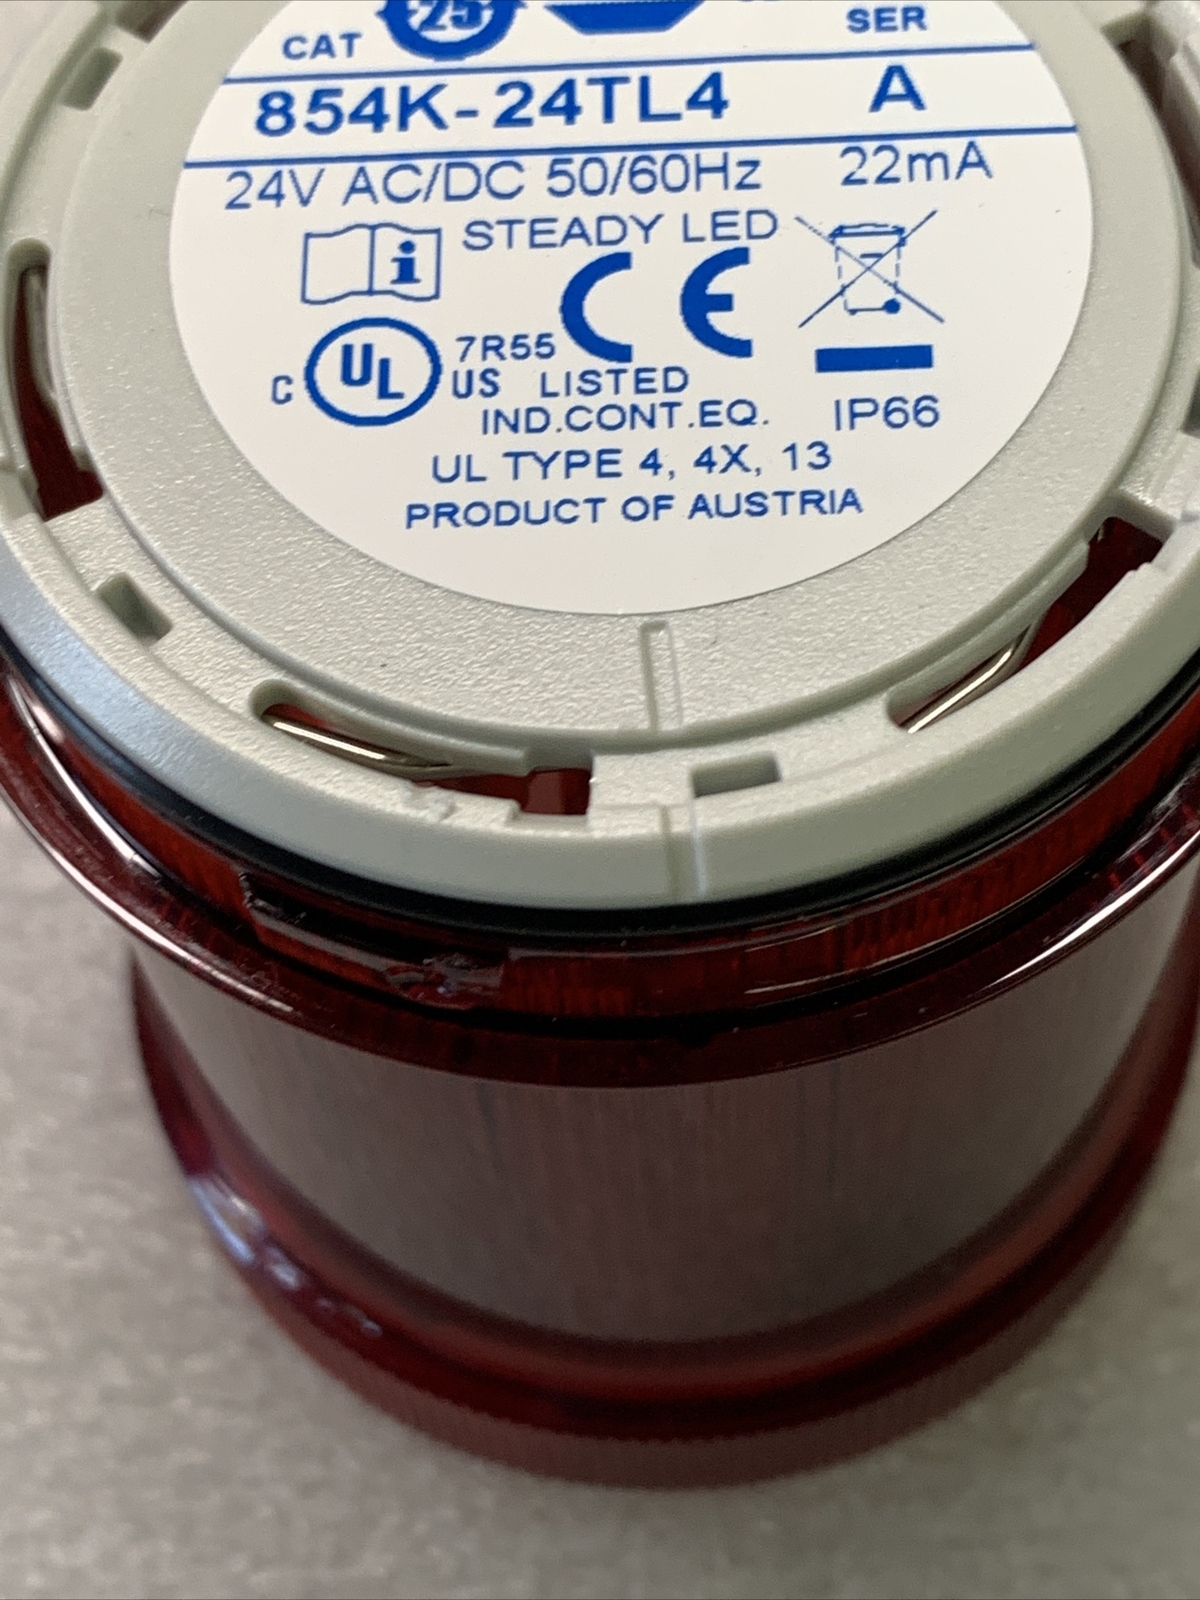 25
CAT SER
854K-24TL4 A
24V AC/DC 50/60Hz 22mA
STEADY LED
i
CE
7R55
C UL US LISTED
IND.CONT.EQ. IP66
UL TYPE 4, 4X, 13
PRODUCT OF AUSTRIA